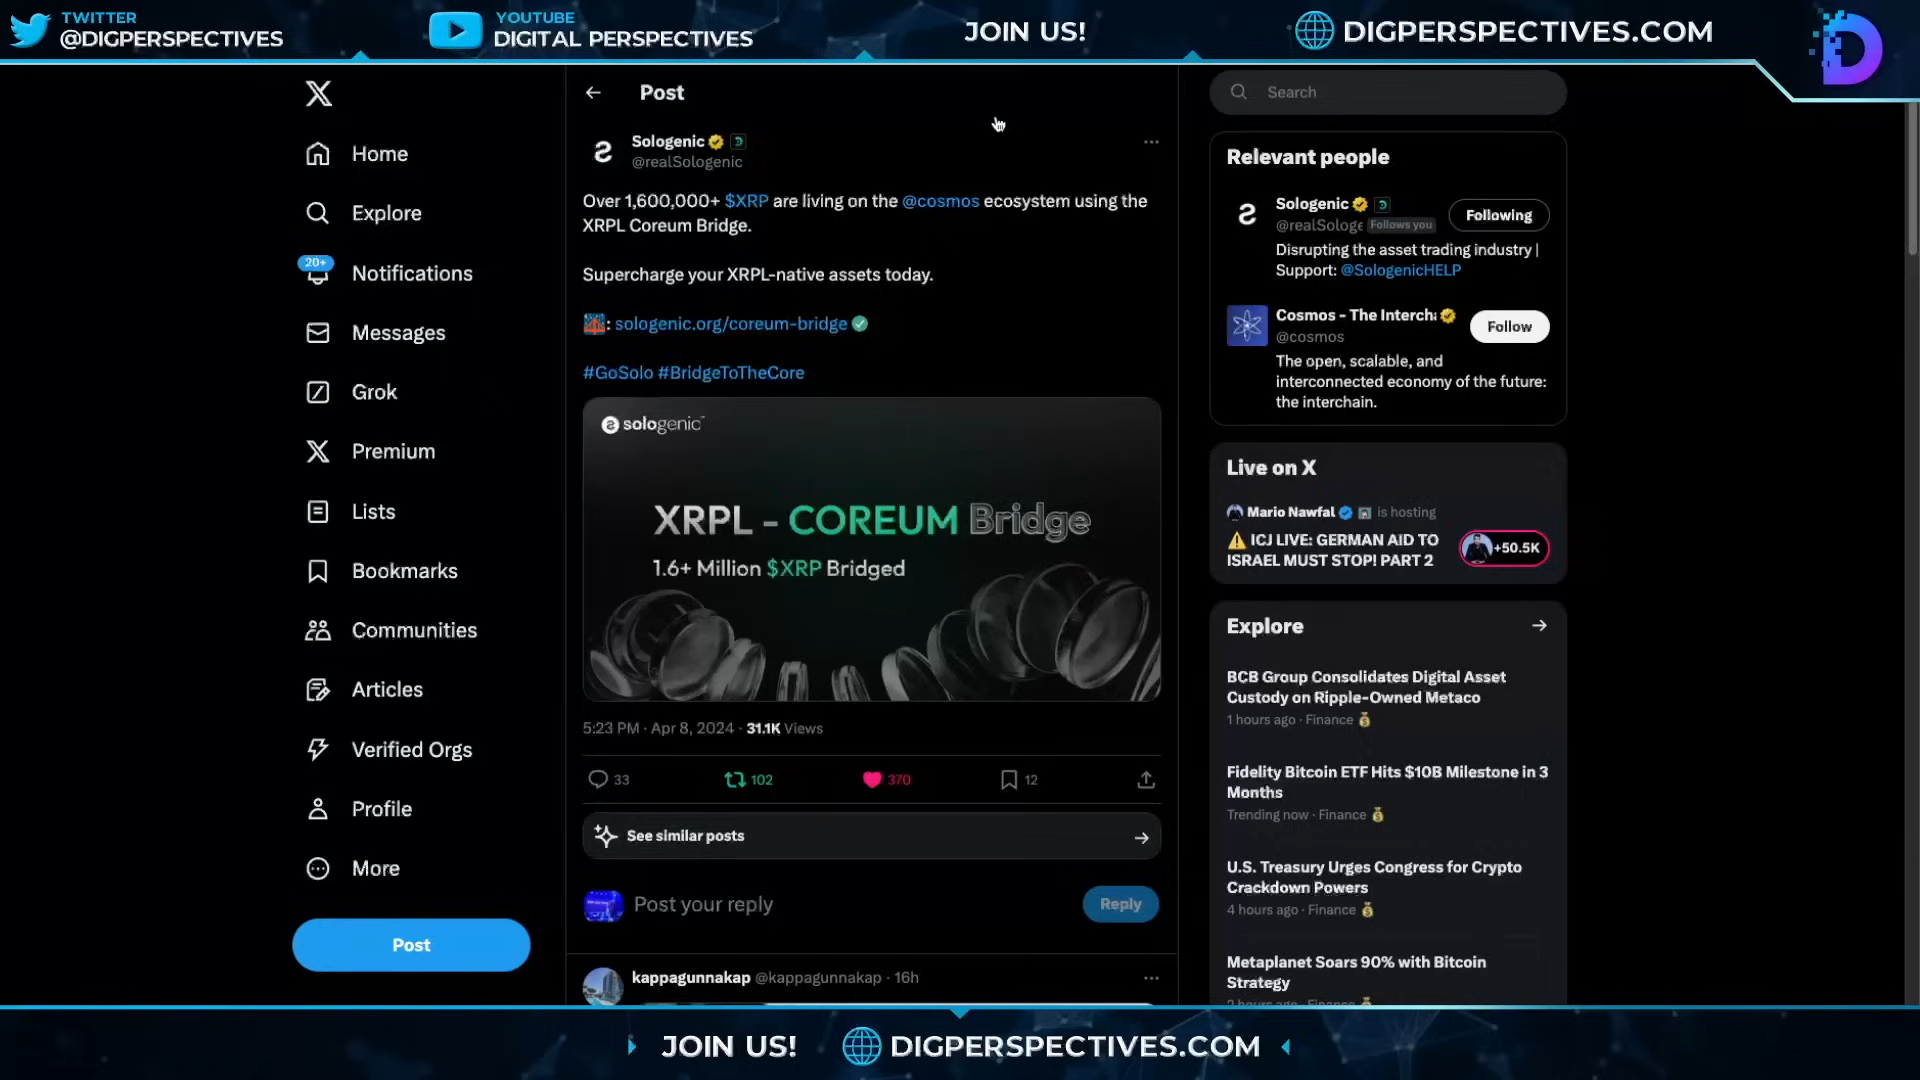 TWITTER
@DIGPERSPECTIVES
YOUTUBE
DIGITAL PERSPECTIVES
JOIN US!
DIGPERSPECTIVES.COM
Home
Explore
20+
Notifications
Messages
Grok
Premium
Lists
Bookmarks
Communities
Articles
Verified Orgs
Profile
More
Post
Post
Sologenic
@realSologenic
Over 1,600,000+ $XRP are living on the @cosmos ecosystem using the
XRPL Coreum Bridge.
Supercharge your XRPL-native assets today.
: sologenic.org/coreum-bridge
#GoSolo #BridgeToTheCore
sologenic™
XRPL - COREUM Bridge
1.6+ Million $XRP Bridged
5:23 PM · Apr 8, 2024 · 31.1K Views
33 102 370 12
See similar posts
Post your reply
Reply
kappagunnakap @kappagunnakap · 16h
Search
Relevant people
Sologenic
@realSologe Follows you
Following
Disrupting the asset trading industry |
Support: @SologenicHELP
Cosmos - The Interch
@cosmos
Follow
The open, scalable, and
interconnected economy of the future:
the interchain.
Live on X
Mario Nawfal is hosting
ICJ LIVE: GERMAN AID TO
ISRAEL MUST STOP! PART 2
+50.5K
Explore
BCB Group Consolidates Digital Asset
Custody on Ripple-Owned Metaco
1 hours ago · Finance
Fidelity Bitcoin ETF Hits $10B Milestone in 3
Months
Trending now · Finance
U.S. Treasury Urges Congress for Crypto
Crackdown Powers
4 hours ago · Finance
Metaplanet Soars 90% with Bitcoin
Strategy
2 hours ago · Finance
JOIN US!
DIGPERSPECTIVES.COM